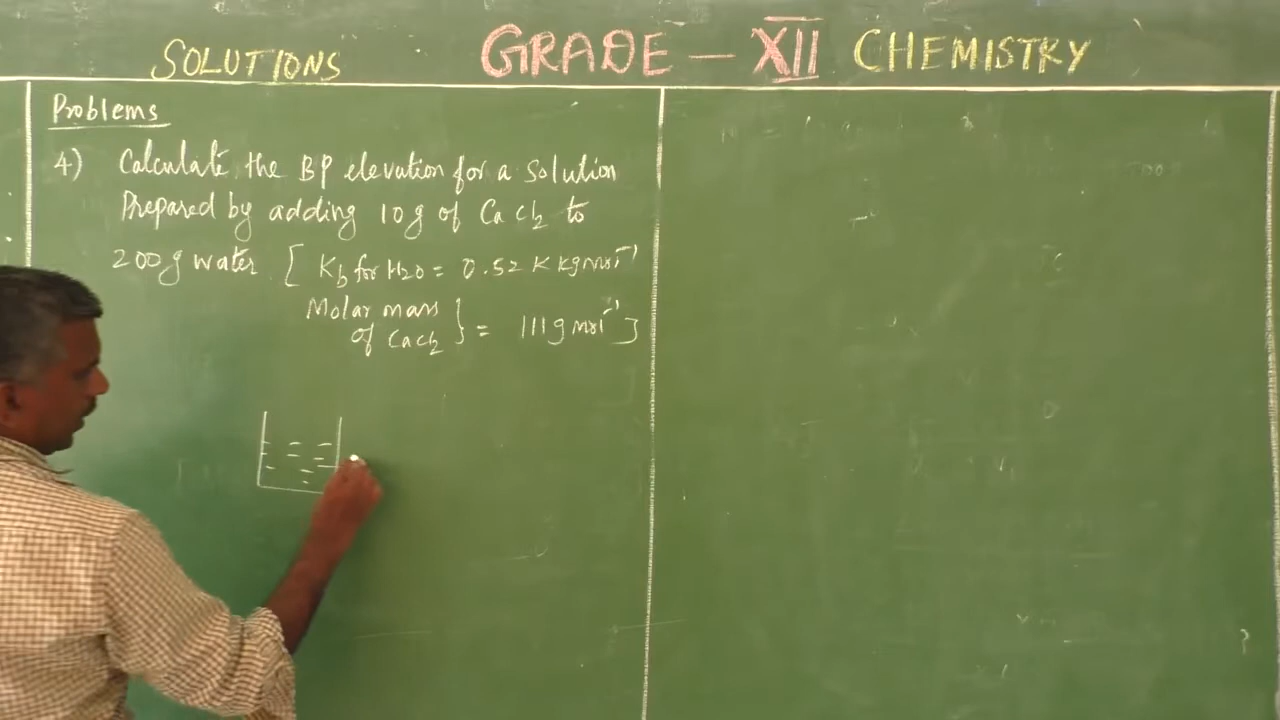 SOLUTIONS
GRADE – XII CHEMISTRY
Problems
4) Calculate the BP elevation for a solution
Prepared by adding 10g of CaCl2 to
200g water [ Kb for H2O = 0.52 K kg mol⁻¹
Molar mass
of CaCl2 } = 111g mol⁻¹ ]